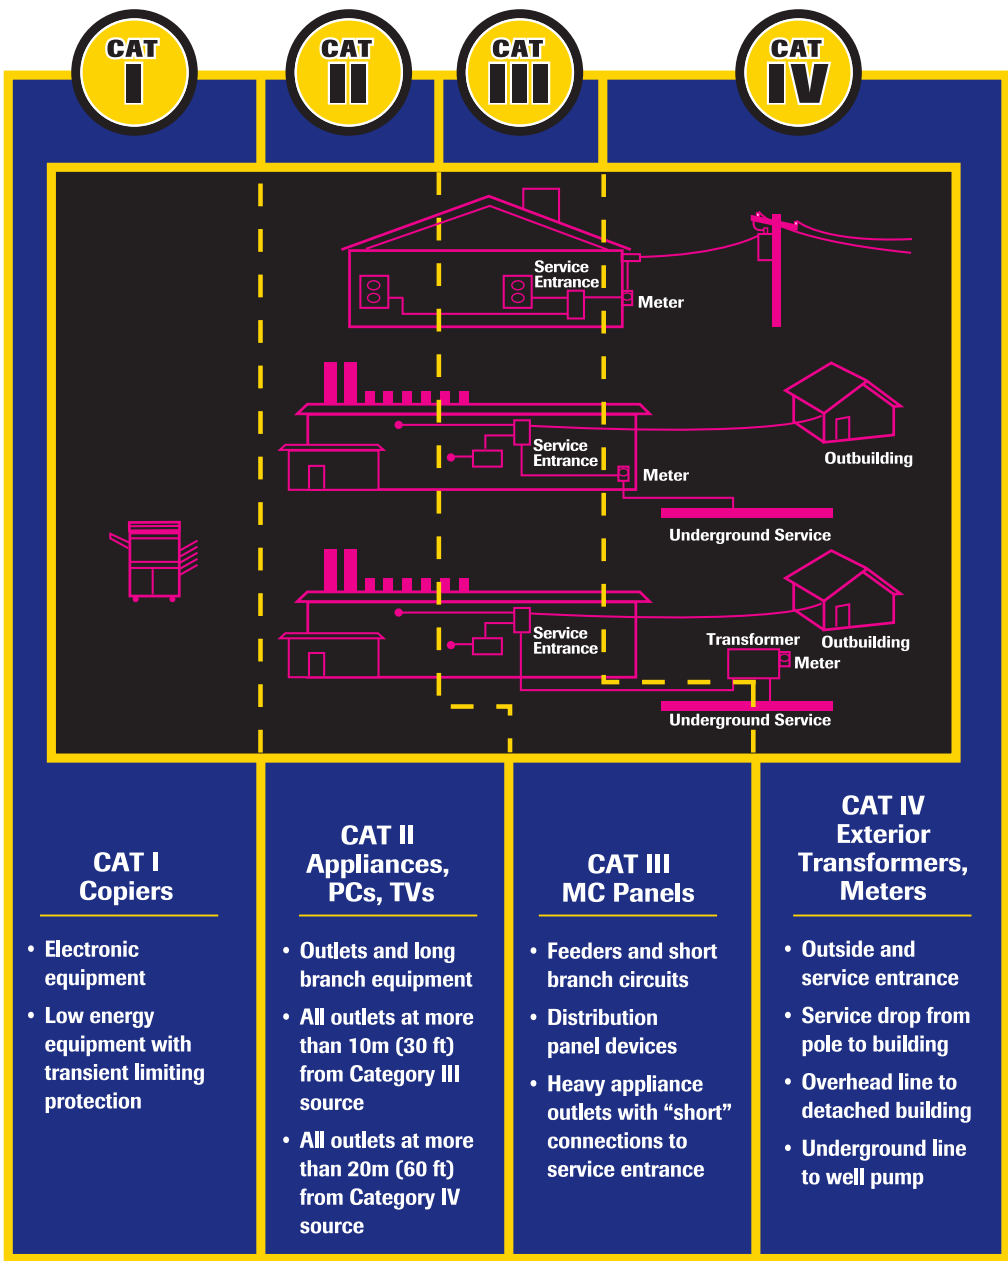 CAT
I
CAT
II
CAT
III
CAT
IV
Service
Entrance
Meter
Service
Entrance
Meter
Outbuilding
Underground Service
Service
Entrance
Transformer
Outbuilding
Meter
Underground Service
CAT I
Copiers
• Electronic
equipment
• Low energy
equipment with
transient limiting
protection
CAT II
Appliances,
PCs, TVs
• Outlets and long
branch equipment
• All outlets at more
than 10m (30 ft)
from Category III
source
• All outlets at more
than 20m (60 ft)
from Category IV
source
CAT III
MC Panels
• Feeders and short
branch circuits
• Distribution
panel devices
• Heavy appliance
outlets with “short”
connections to
service entrance
CAT IV
Exterior
Transformers,
Meters
• Outside and
service entrance
• Service drop from
pole to building
• Overhead line to
detached building
• Underground line
to well pump